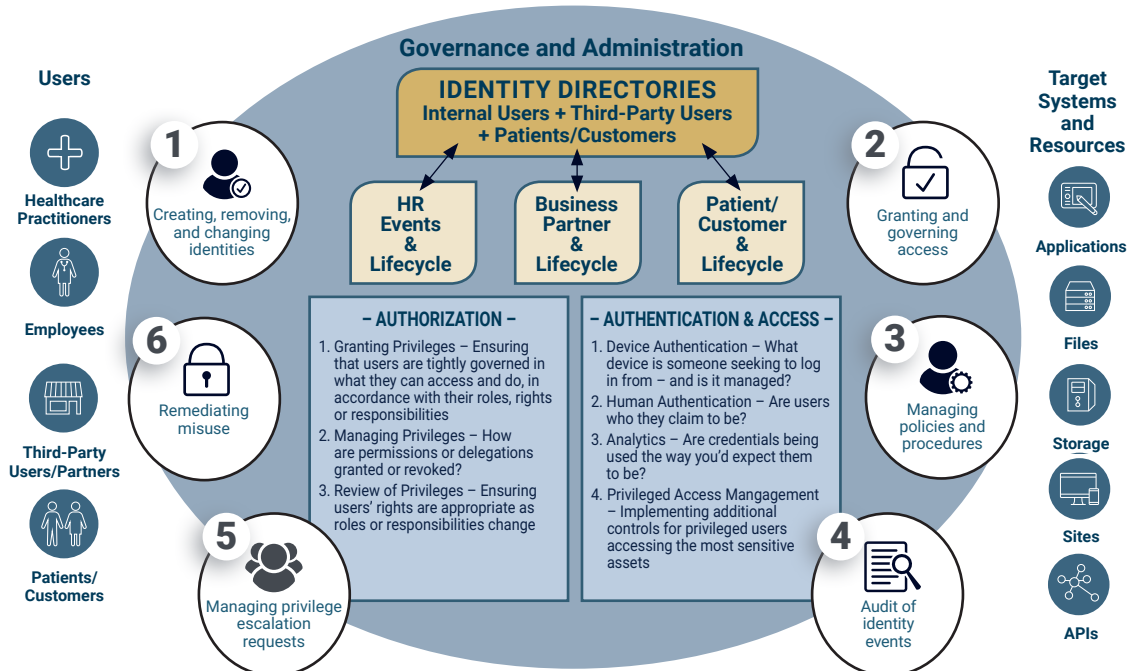 Governance and Administration
Users
Target
Systems
and
Resources
IDENTITY DIRECTORIES
Internal Users + Third-Party Users
+ Patients/Customers
HR
Events
&
Lifecycle
Business
Partner
&
Lifecycle
Patient/
Customer
&
Lifecycle
1
Creating, removing,
and changing
identities
2
Granting and
governing
access
3
Managing
policies and
procedures
4
Audit of
identity
events
5
Managing privilege
escalation
requests
6
Remediating
misuse
Healthcare
Practitioners
Employees
Third-Party
Users/Partners
Patients/
Customers
– AUTHORIZATION –
1. Granting Privileges – Ensuring
that users are tightly governed in
what they can access and do, in
accordance with their roles, rights
or responsibilities
2. Managing Privileges – How
are permissions or delegations
granted or revoked?
3. Review of Privileges – Ensuring
users’ rights are appropriate as
roles or responsibilities change
– AUTHENTICATION & ACCESS –
1. Device Authentication – What
device is someone seeking to log
in from – and is it managed?
2. Human Authentication – Are users
who they claim to be?
3. Analytics – Are credentials being
used the way you’d expect them
to be?
4. Privileged Access Mangagement
– Implementing additional
controls for privileged users
accessing the most sensitive
assets
Applications
Files
Storage
Sites
APIs